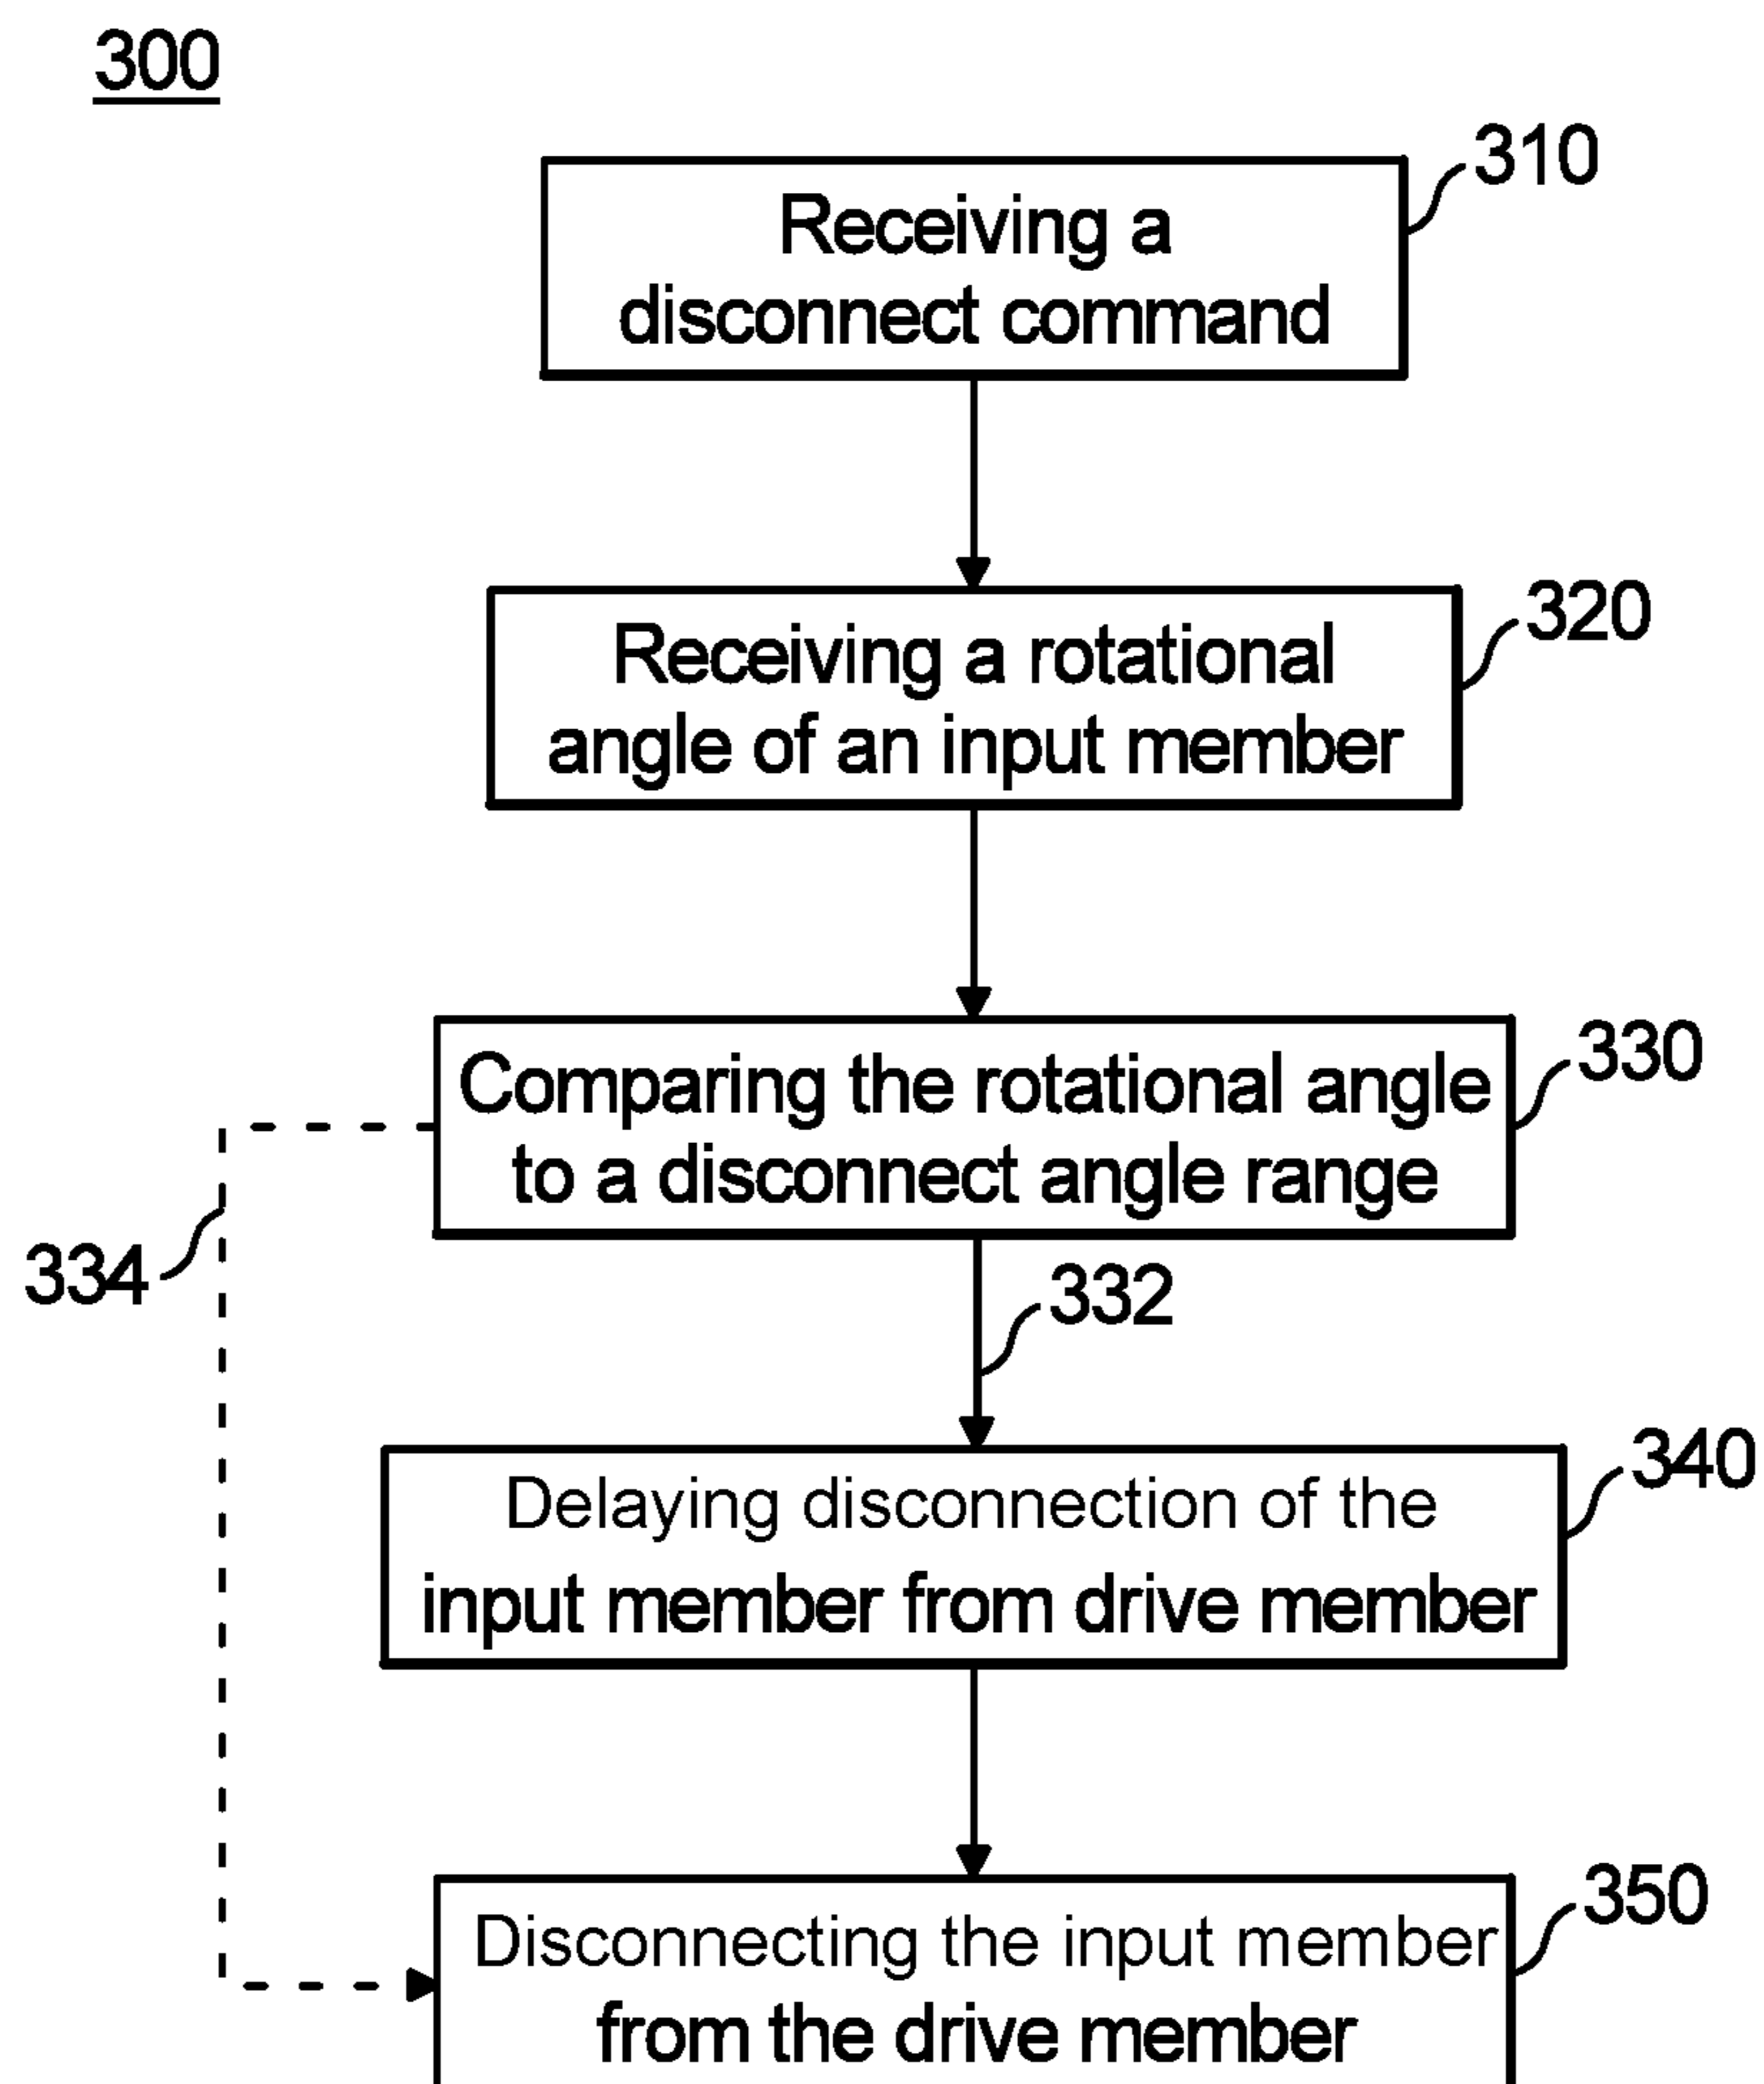 300
310
Receiving a
disconnect command
320
Receiving a rotational
angle of an input member
330
Comparing the rotational angle
to a disconnect angle range
334
332
340
Delaying disconnection of the
input member from drive member
350
Disconnecting the input member
from the drive member